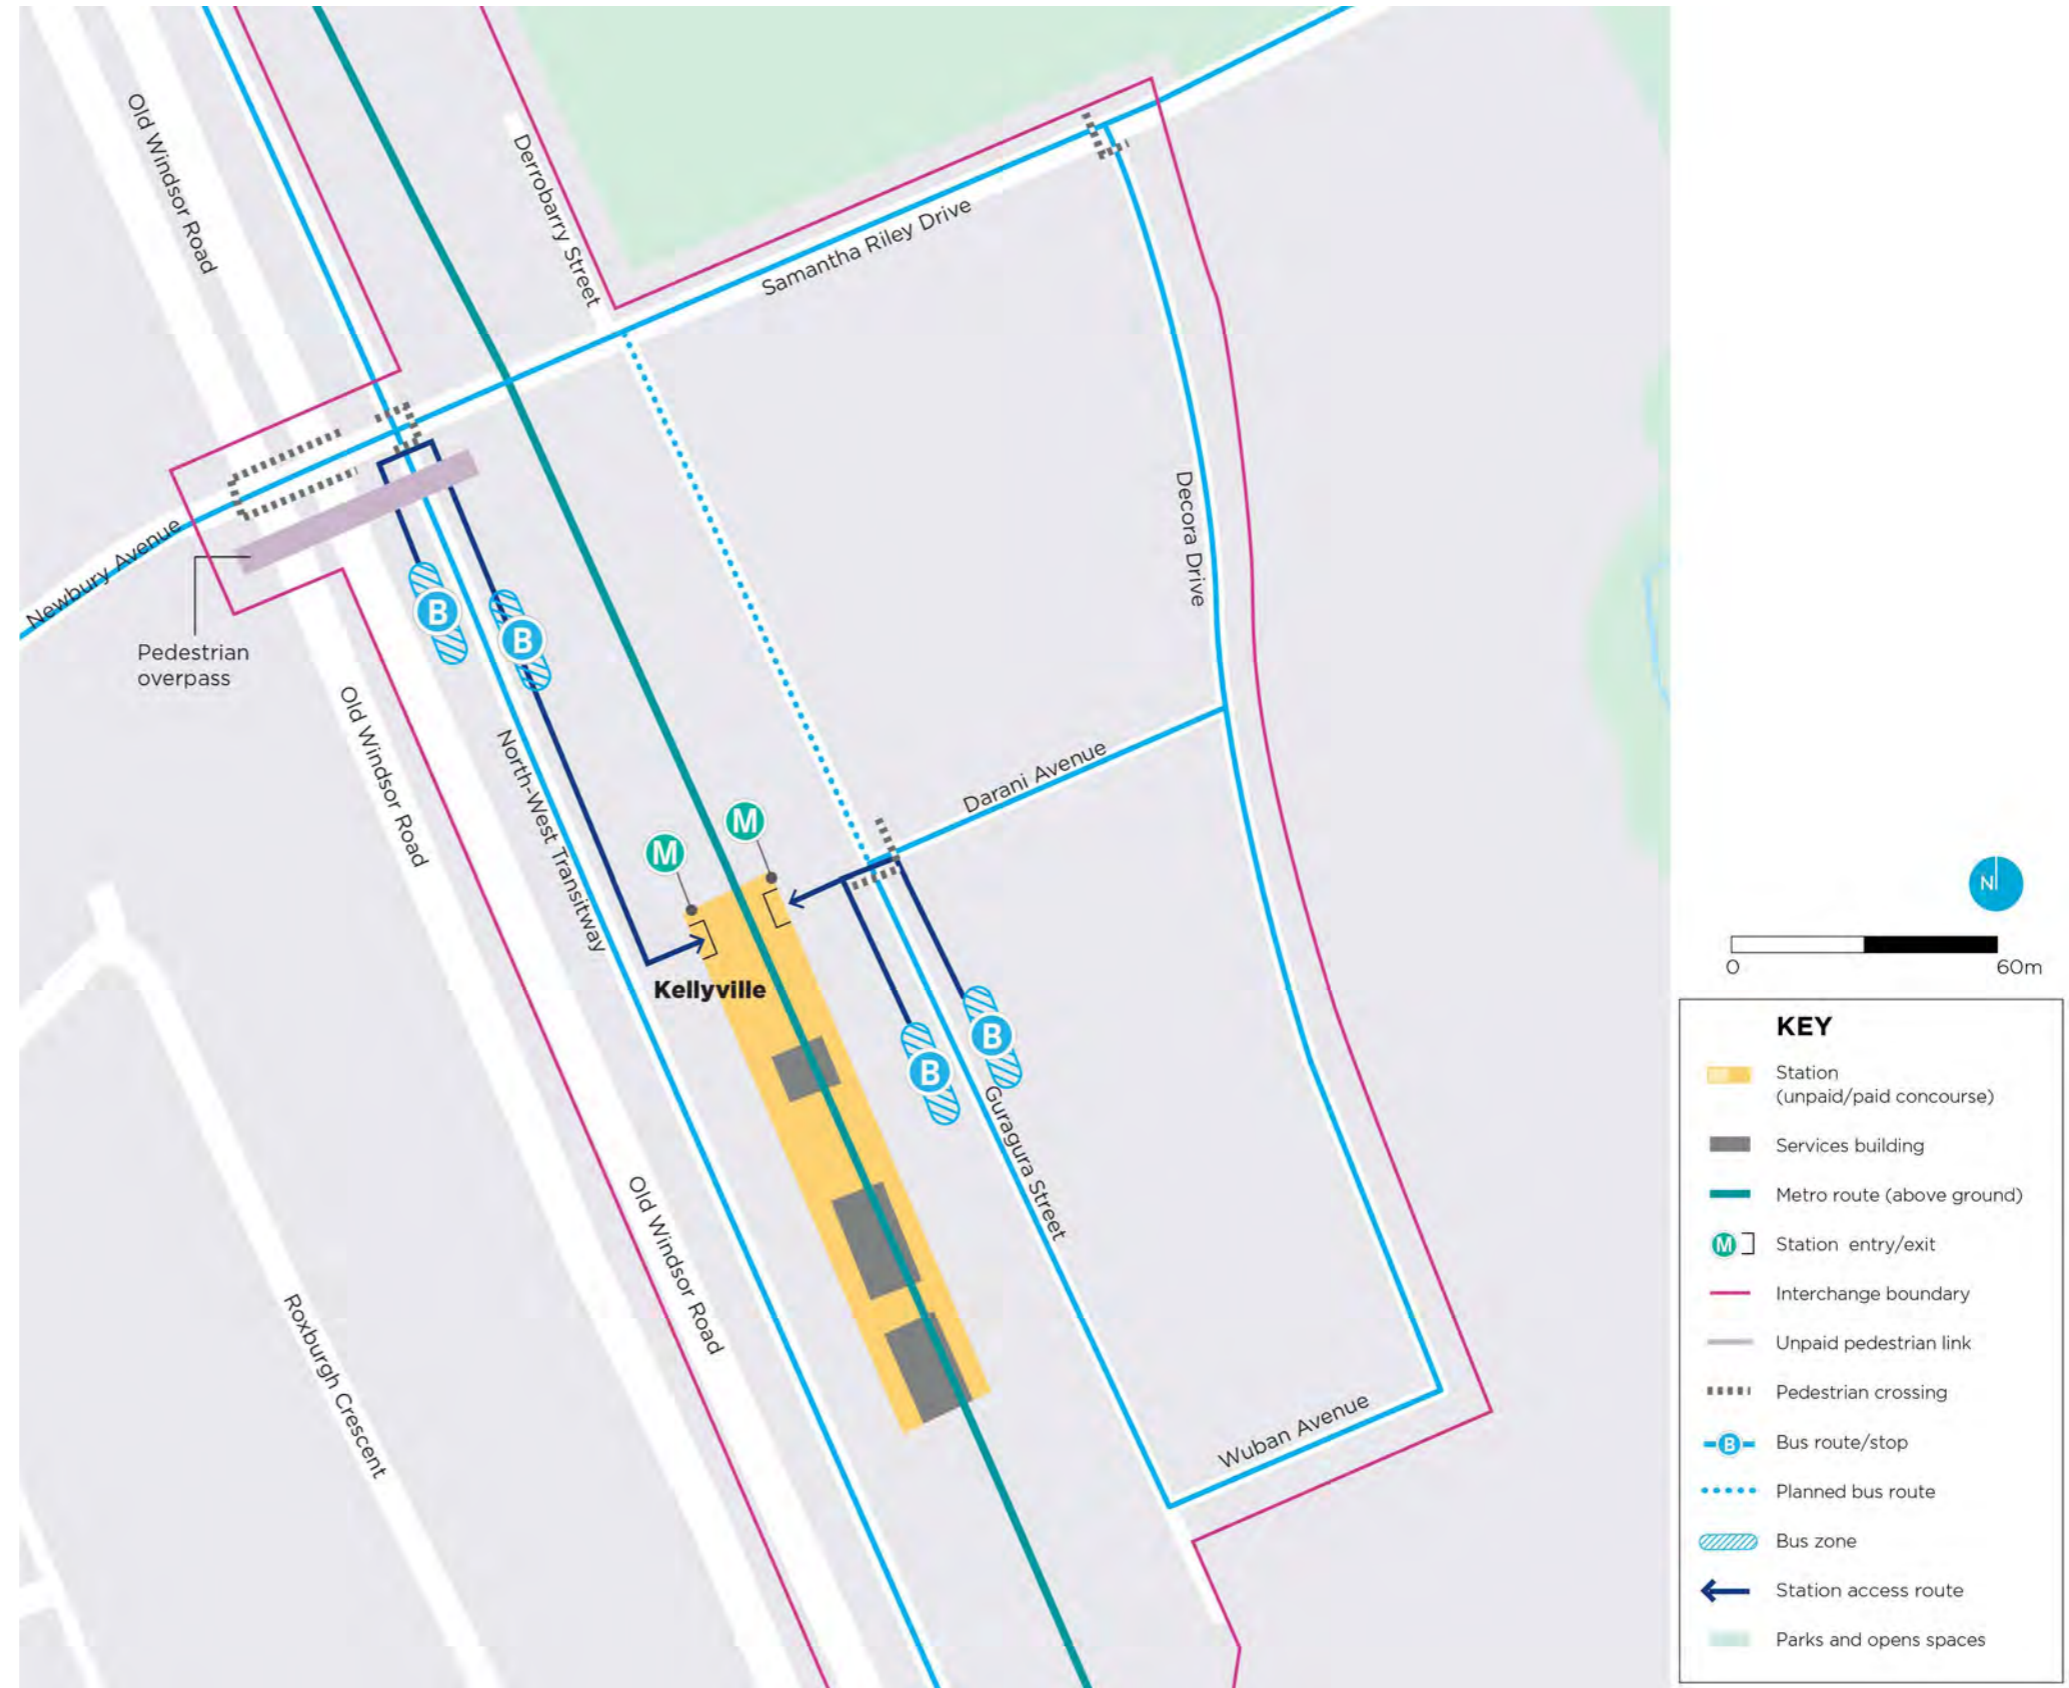 Old Windsor Road
Derrobarry Street
Samantha Riley Drive
Newbury Avenue
Pedestrian
overpass
B
B
Decora Drive
Old Windsor Road
North-West Transitway
Darani Avenue
M
M
Kellyville
B
B
Guragura Street
Old Windsor Road
Roxburgh Crescent
Wuban Avenue
N
0
60m
KEY
Station
(unpaid/paid concourse)
Services building
Metro route (above ground)
M
Station entry/exit
Interchange boundary
Unpaid pedestrian link
Pedestrian crossing
B
Bus route/stop
Planned bus route
Bus zone
Station access route
Parks and opens spaces